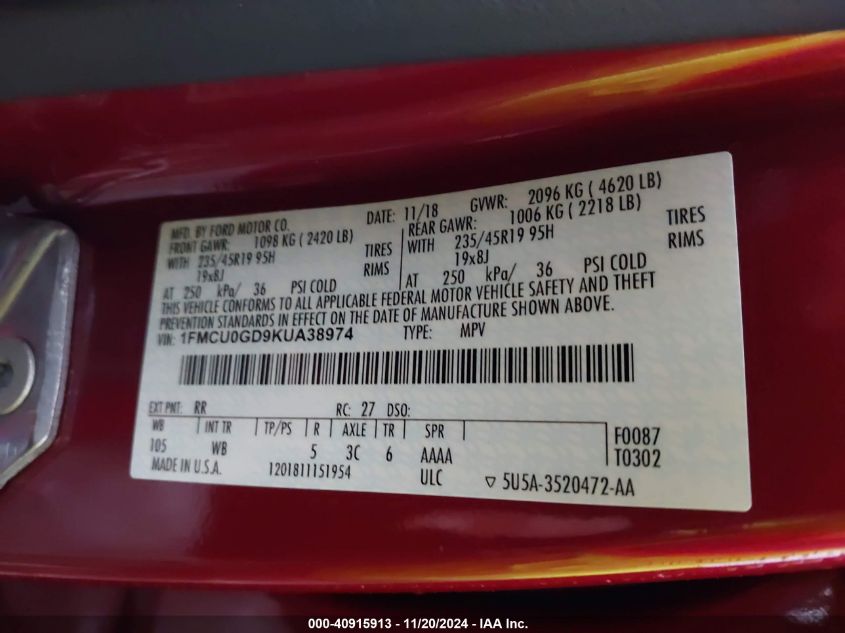 MFD. BY FORD MOTOR CO.
DATE: 11/18 GVWR: 2096 KG ( 4620 LB)
FRONT GAWR: 1098 KG ( 2420 LB)
WITH 235/45R19 95H TIRES
19x8J RIMS
AT 250 kPa/ 36 PSI COLD
REAR GAWR: 1006 KG ( 2218 LB)
WITH 235/45R19 95H TIRES
19x8J RIMS
AT 250 kPa/ 36 PSI COLD
THIS VEHICLE CONFORMS TO ALL APPLICABLE FEDERAL MOTOR VEHICLE SAFETY AND THEFT
PREVENTION STANDARDS IN EFFECT ON THE DATE OF MANUFACTURE SHOWN ABOVE.
VIN: 1FMCU0GD9KUA38974 TYPE: MPV
EXT PNT: RR RC: 27 DSO:
WB INT TR TP/PS R AXLE TR SPR
105 WB 5 3C 6 AAAA
F0087
T0302
MADE IN U.S.A. 1201811151954 ULC ▽ 5U5A-3520472-AA
000-40915913 - 11/20/2024 - IAA Inc.